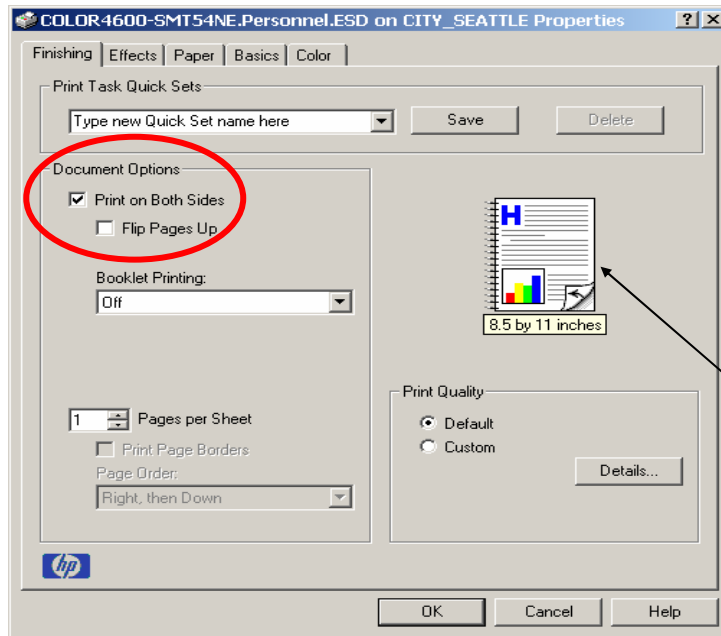 COLOR4600-SMT54NE.Personnel.ESD on CITY_SEATTLE Properties
Finishing Effects Paper Basics Color
Print Task Quick Sets
Type new Quick Set name here Save Delete
Document Options
Print on Both Sides
Flip Pages Up
H
8.5 by 11 inches
Booklet Printing:
Off
1 Pages per Sheet
Print Page Borders
Page Order:
Right, then Down
Print Quality
Default
Custom
Details...
hp
OK Cancel Help